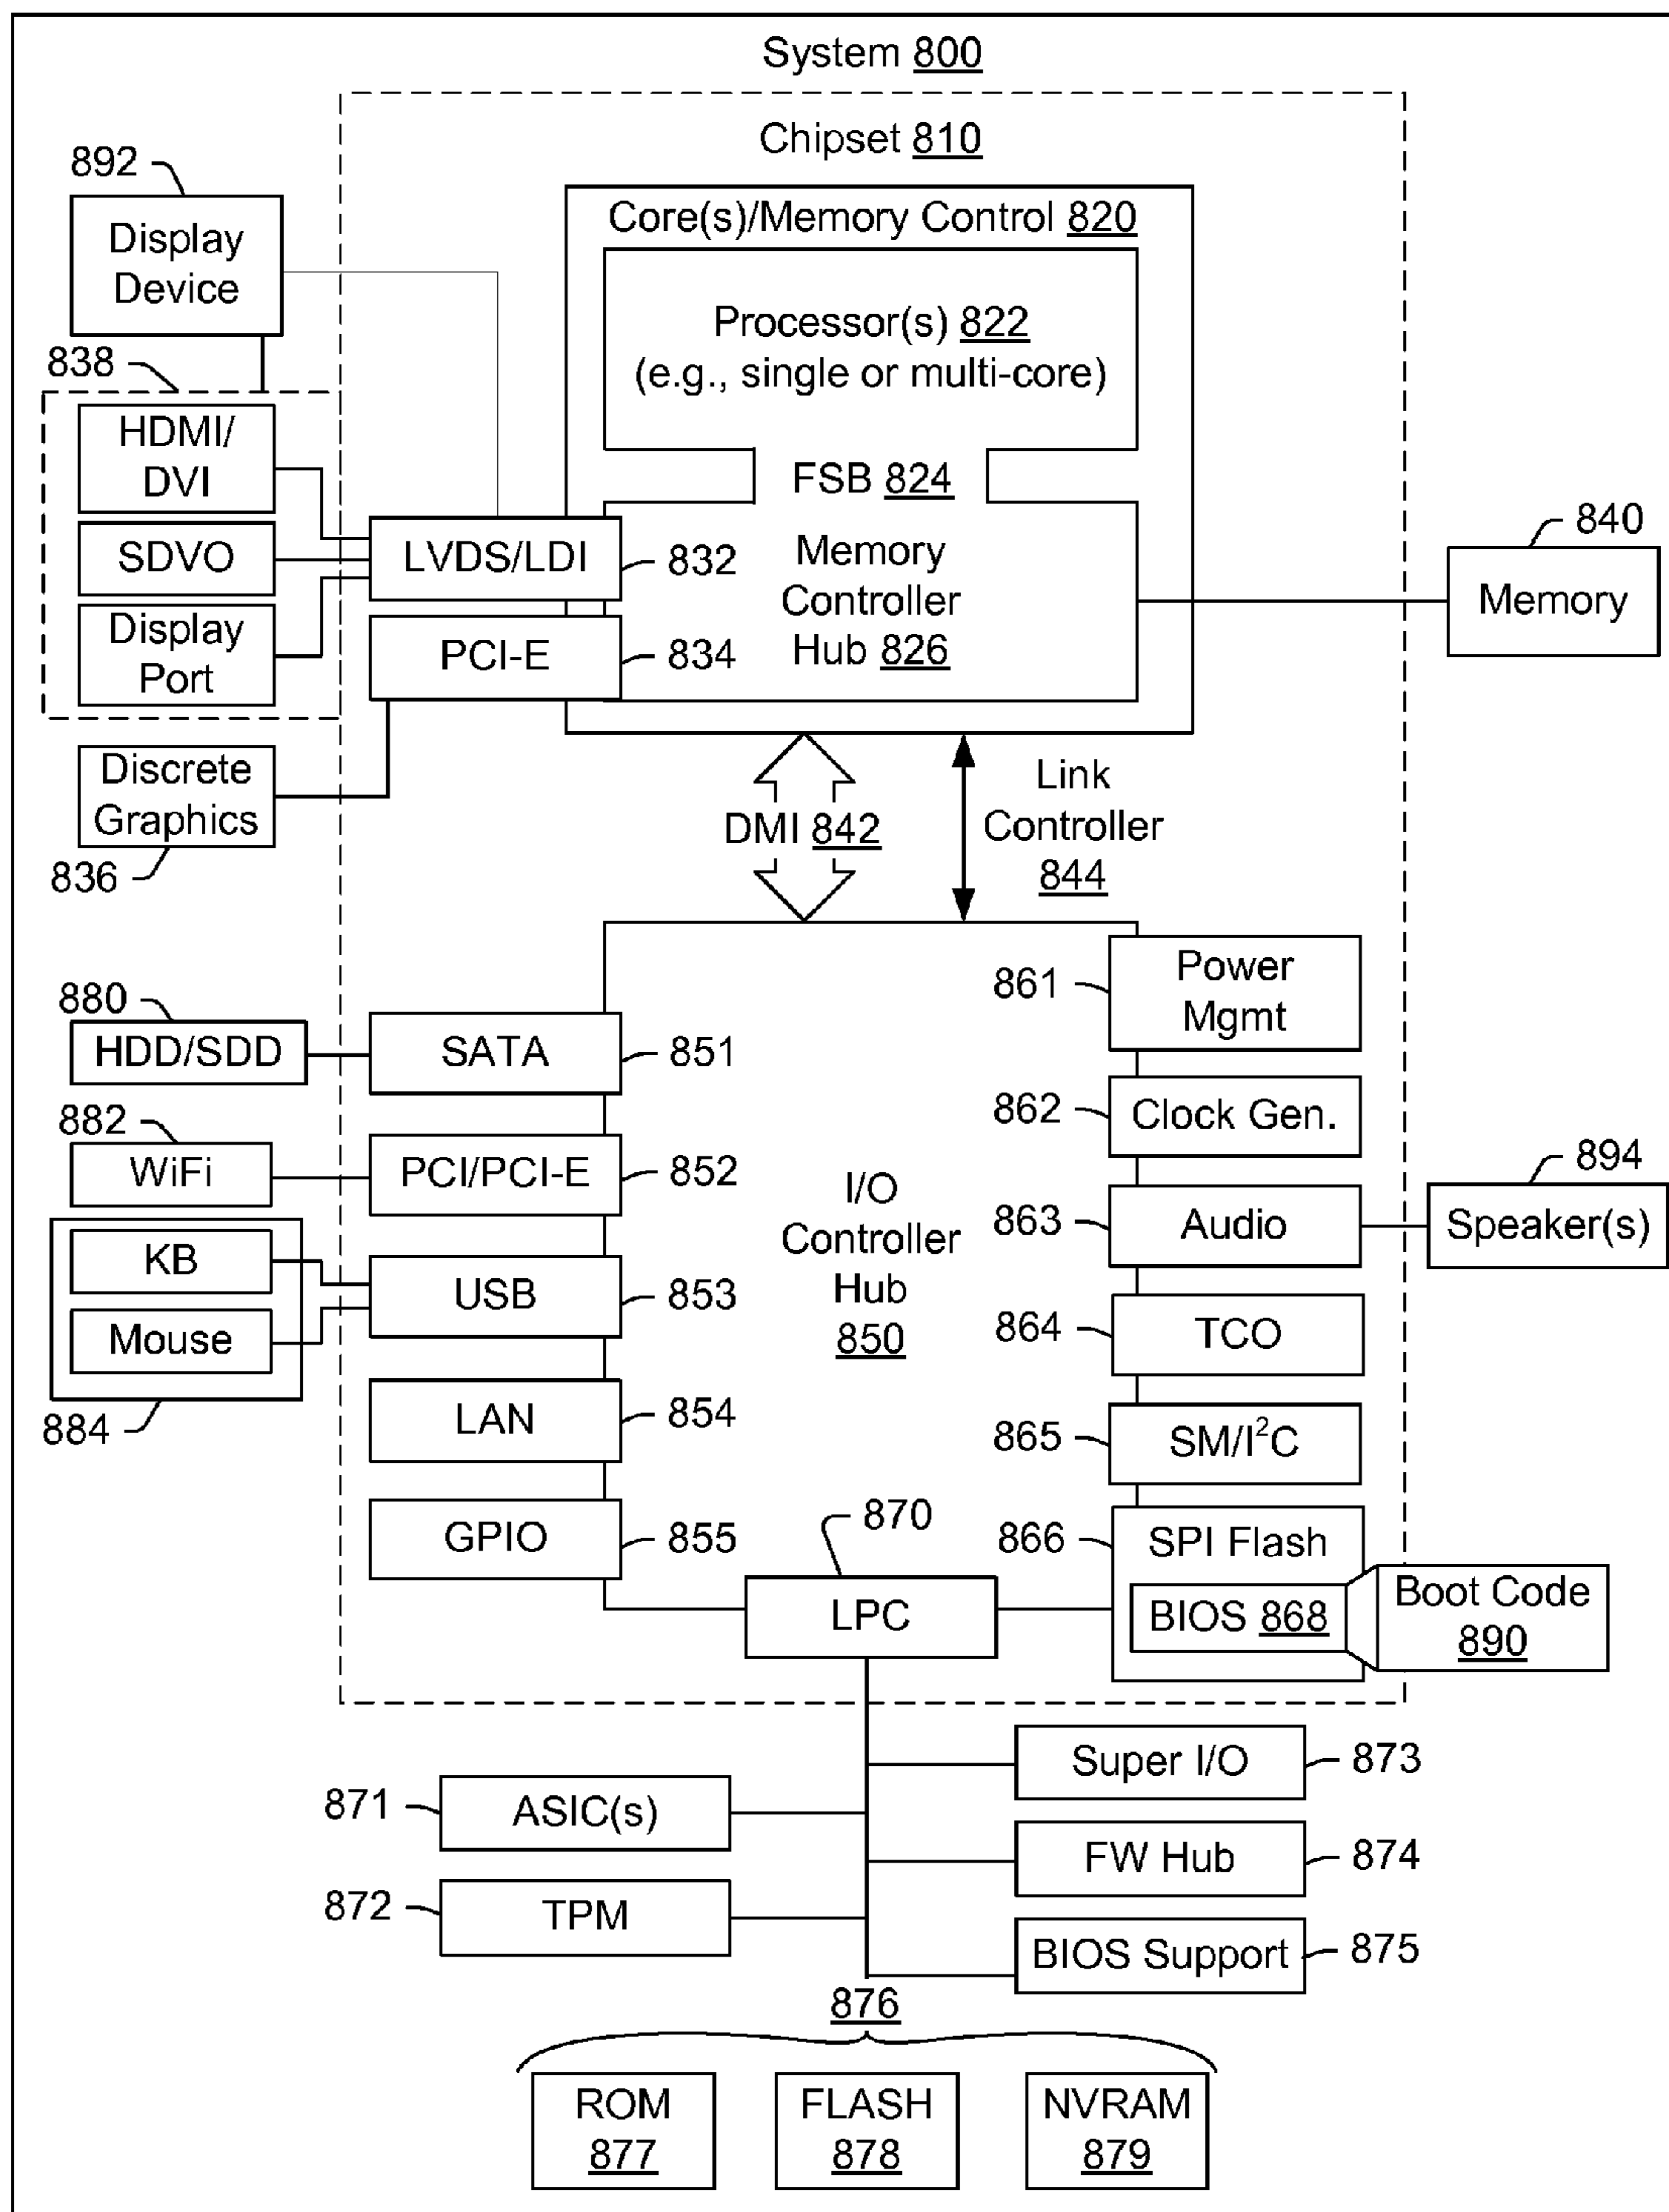 System 800
Chipset 810
892
Display
Device
Core(s)/Memory Control 820
Processor(s) 822
(e.g., single or multi-core)
838
HDMI/
DVI
SDVO
Display
Port
FSB 824
LVDS/LDI
832
PCI-E
834
Memory
Controller
Hub 826
840
Memory
Discrete
Graphics
836
DMI 842
Link
Controller
844
880
HDD/SDD
SATA
851
882
WiFi
PCI/PCI-E
852
KB
Mouse
884
USB
853
LAN
854
GPIO
855
I/O
Controller
Hub
850
861
Power
Mgmt
862
Clock Gen.
863
Audio
894
Speaker(s)
864
TCO
865
SM/I²C
866
SPI Flash
BIOS 868
Boot Code
890
870
LPC
871
ASIC(s)
872
TPM
Super I/O
873
FW Hub
874
BIOS Support
875
876
ROM
877
FLASH
878
NVRAM
879